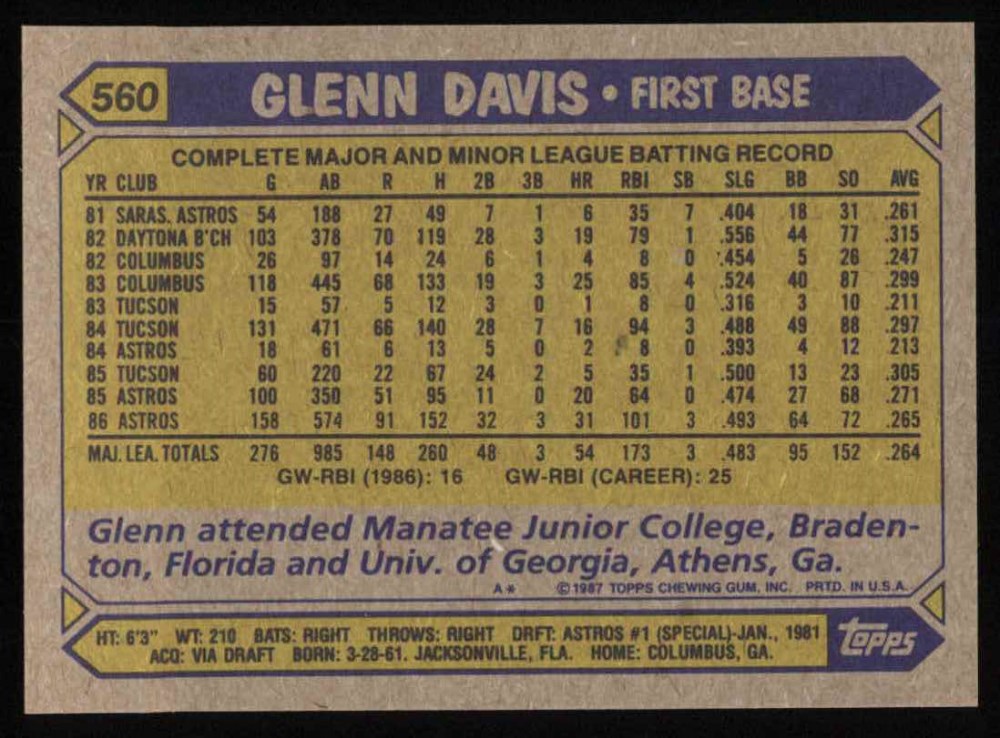 560 GLENN DAVIS • FIRST BASE
COMPLETE MAJOR AND MINOR LEAGUE BATTING RECORD
YR CLUB G AB R H 2B 3B HR RBI SB SLG BB SO AVG
81 SARAS. ASTROS 54 188 27 49 7 1 6 35 7 .404 18 31 .261
82 DAYTONA B'CH 103 378 70 119 28 3 19 79 1 .556 44 77 .315
82 COLUMBUS 26 97 14 24 6 1 4 8 0 .454 5 26 .247
83 COLUMBUS 118 445 68 133 19 3 25 85 4 .524 40 87 .299
83 TUCSON 15 57 5 12 3 0 1 8 0 .316 3 10 .211
84 TUCSON 131 471 66 140 28 7 16 94 3 .488 49 88 .297
84 ASTROS 18 61 6 13 5 0 2 8 0 .393 4 12 .213
85 TUCSON 60 220 22 67 24 2 5 35 1 .500 13 23 .305
85 ASTROS 100 350 51 95 11 0 20 64 0 .474 27 68 .271
86 ASTROS 158 574 91 152 32 3 31 101 3 .493 64 72 .265
MAJ. LEA. TOTALS 276 985 148 260 48 3 54 173 3 .483 95 152 .264
GW-RBI (1986): 16 GW-RBI (CAREER): 25
Glenn attended Manatee Junior College, Braden-
ton, Florida and Univ. of Georgia, Athens, Ga.
A* © 1987 TOPPS CHEWING GUM, INC. PRTD. IN U.S.A.
HT: 6'3" WT: 210 BATS: RIGHT THROWS: RIGHT DRFT: ASTROS #1 (SPECIAL)-JAN., 1981
ACQ: VIA DRAFT BORN: 3-28-61, JACKSONVILLE, FLA. HOME: COLUMBUS, GA.
topps